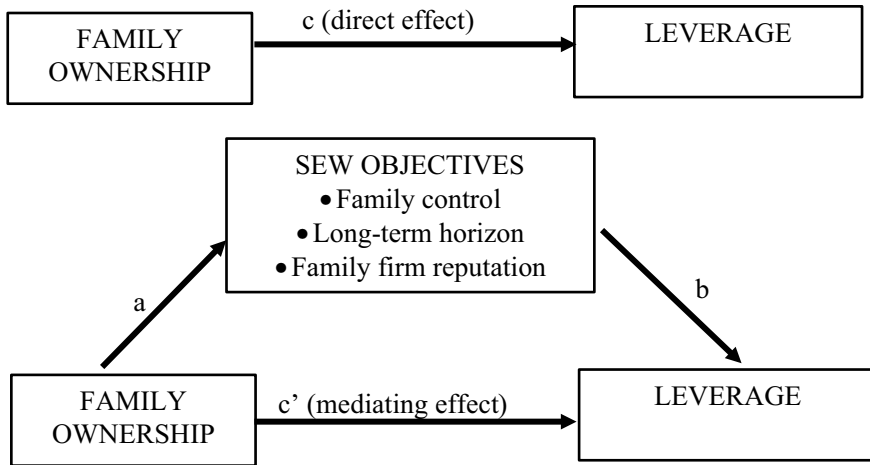 c (direct effect)
FAMILY
OWNERSHIP
LEVERAGE
SEW OBJECTIVES
• Family control
• Long-term horizon
• Family firm reputation
a
b
FAMILY
OWNERSHIP
c’ (mediating effect)
LEVERAGE